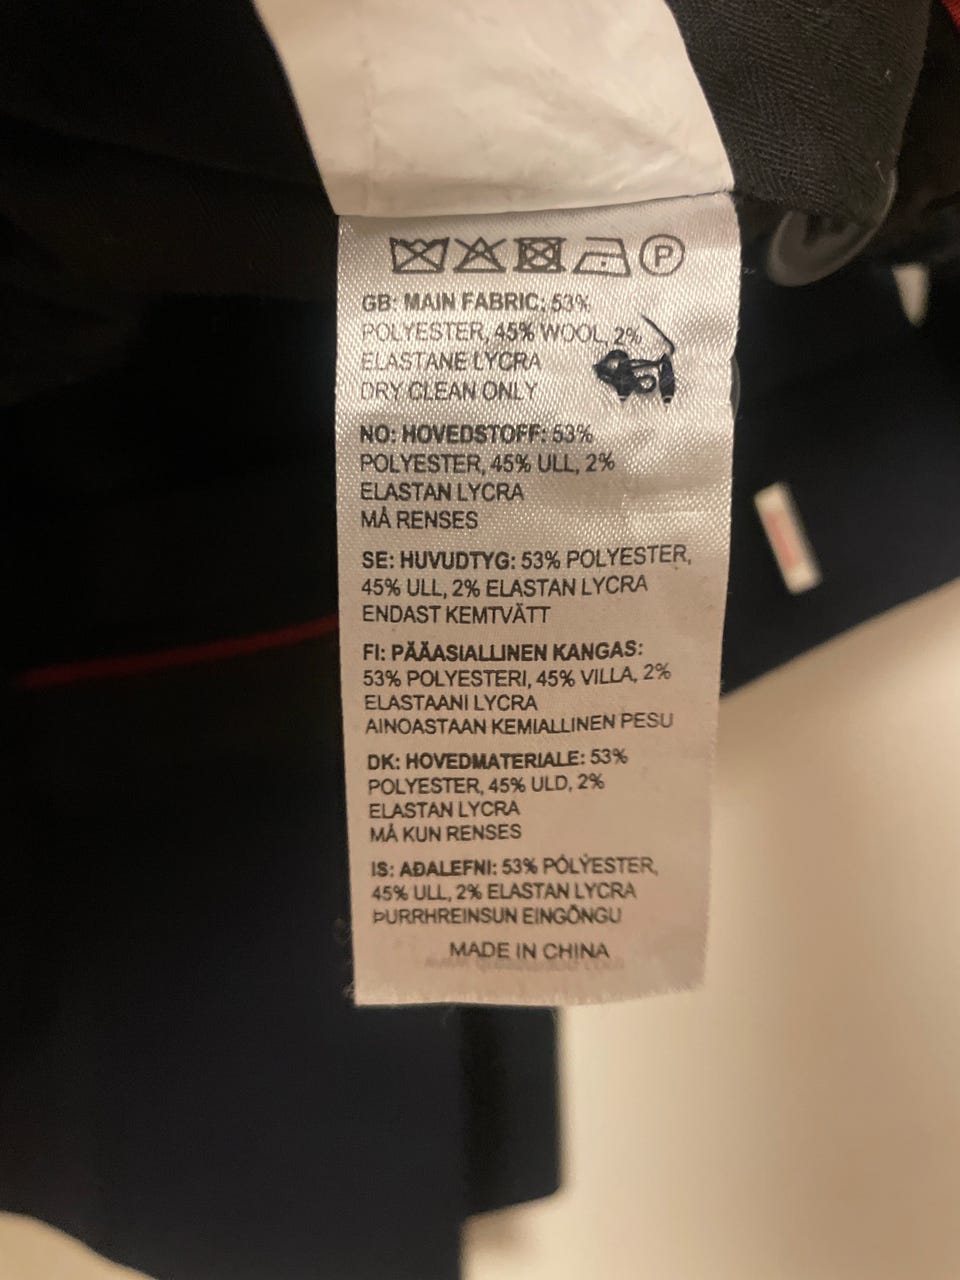 P
GB: MAIN FABRIC: 53%
POLYESTER, 45% WOOL, 2%
ELASTANE LYCRA
DRY CLEAN ONLY
NO: HOVEDSTOFF: 53%
POLYESTER, 45% ULL, 2%
ELASTAN LYCRA
MÅ RENSES
SE: HUVUDTYG: 53% POLYESTER,
45% ULL, 2% ELASTAN LYCRA
ENDAST KEMTVÄTT
FI: PÄÄASIALLINEN KANGAS:
53% POLYESTERI, 45% VILLA, 2%
ELASTAANI LYCRA
AINOASTAAN KEMIALLINEN PESU
DK: HOVEDMATERIALE: 53%
POLYESTER, 45% ULD, 2%
ELASTAN LYCRA
MÅ KUN RENSES
IS: AÐALEFNI: 53% PÓLÝESTER,
45% ULL, 2% ELASTAN LYCRA
ÞURRHREINSUN EINGÖNGU
MADE IN CHINA